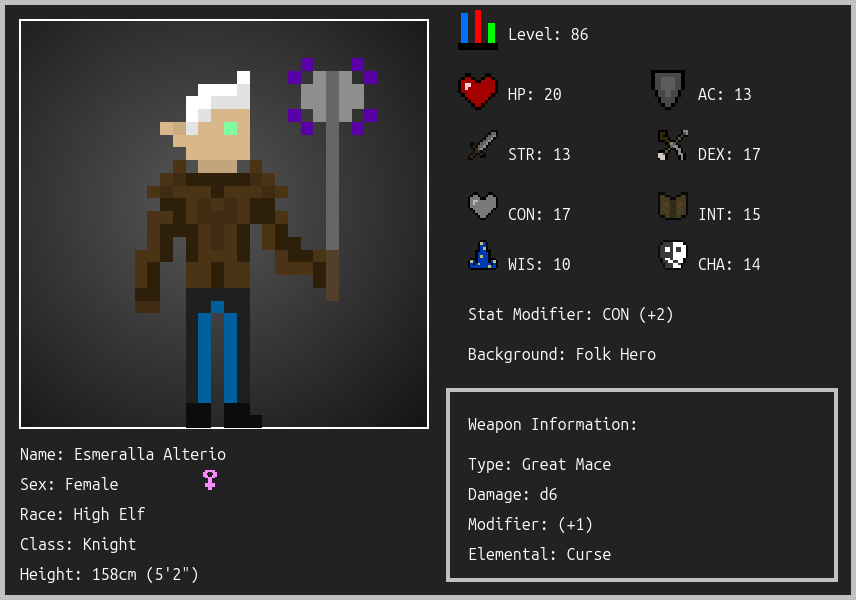 Level: 86
HP: 20
AC: 13
STR: 13
DEX: 17
CON: 17
INT: 15
WIS: 10
CHA: 14
Stat Modifier: CON (+2)
Background: Folk Hero
Weapon Information:
Type: Great Mace
Damage: d6
Modifier: (+1)
Elemental: Curse
Name: Esmeralla Alterio
Sex: Female
Race: High Elf
Class: Knight
Height: 158cm (5'2")